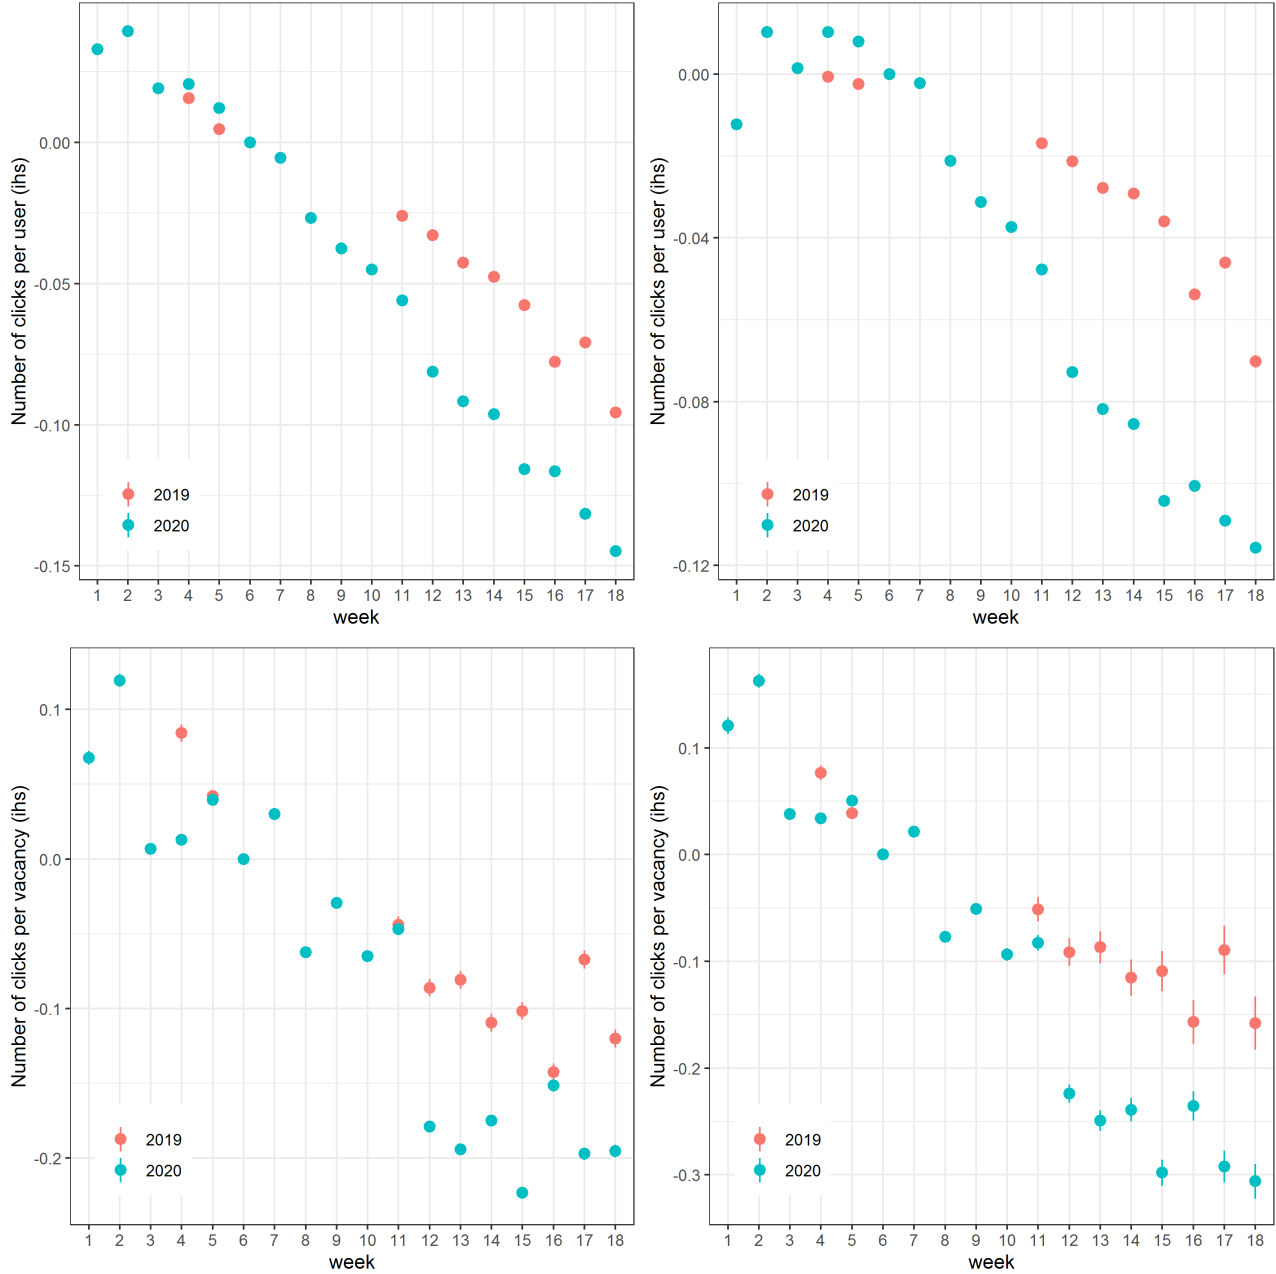 Number of clicks per user (ihs)
0.00
-0.05
-0.10
-0.15
2019
2020
1 2 3 4 5 6 7 8 9 10 11 12 13 14 15 16 17 18
week
Number of clicks per user (ihs)
0.00
-0.04
-0.08
-0.12
2019
2020
1 2 3 4 5 6 7 8 9 10 11 12 13 14 15 16 17 18
week
Number of clicks per vacancy (ihs)
0.1
0.0
-0.1
-0.2
2019
2020
1 2 3 4 5 6 7 8 9 10 11 12 13 14 15 16 17 18
week
Number of clicks per vacancy (ihs)
0.1
0.0
-0.1
-0.2
-0.3
2019
2020
1 2 3 4 5 6 7 8 9 10 11 12 13 14 15 16 17 18
week